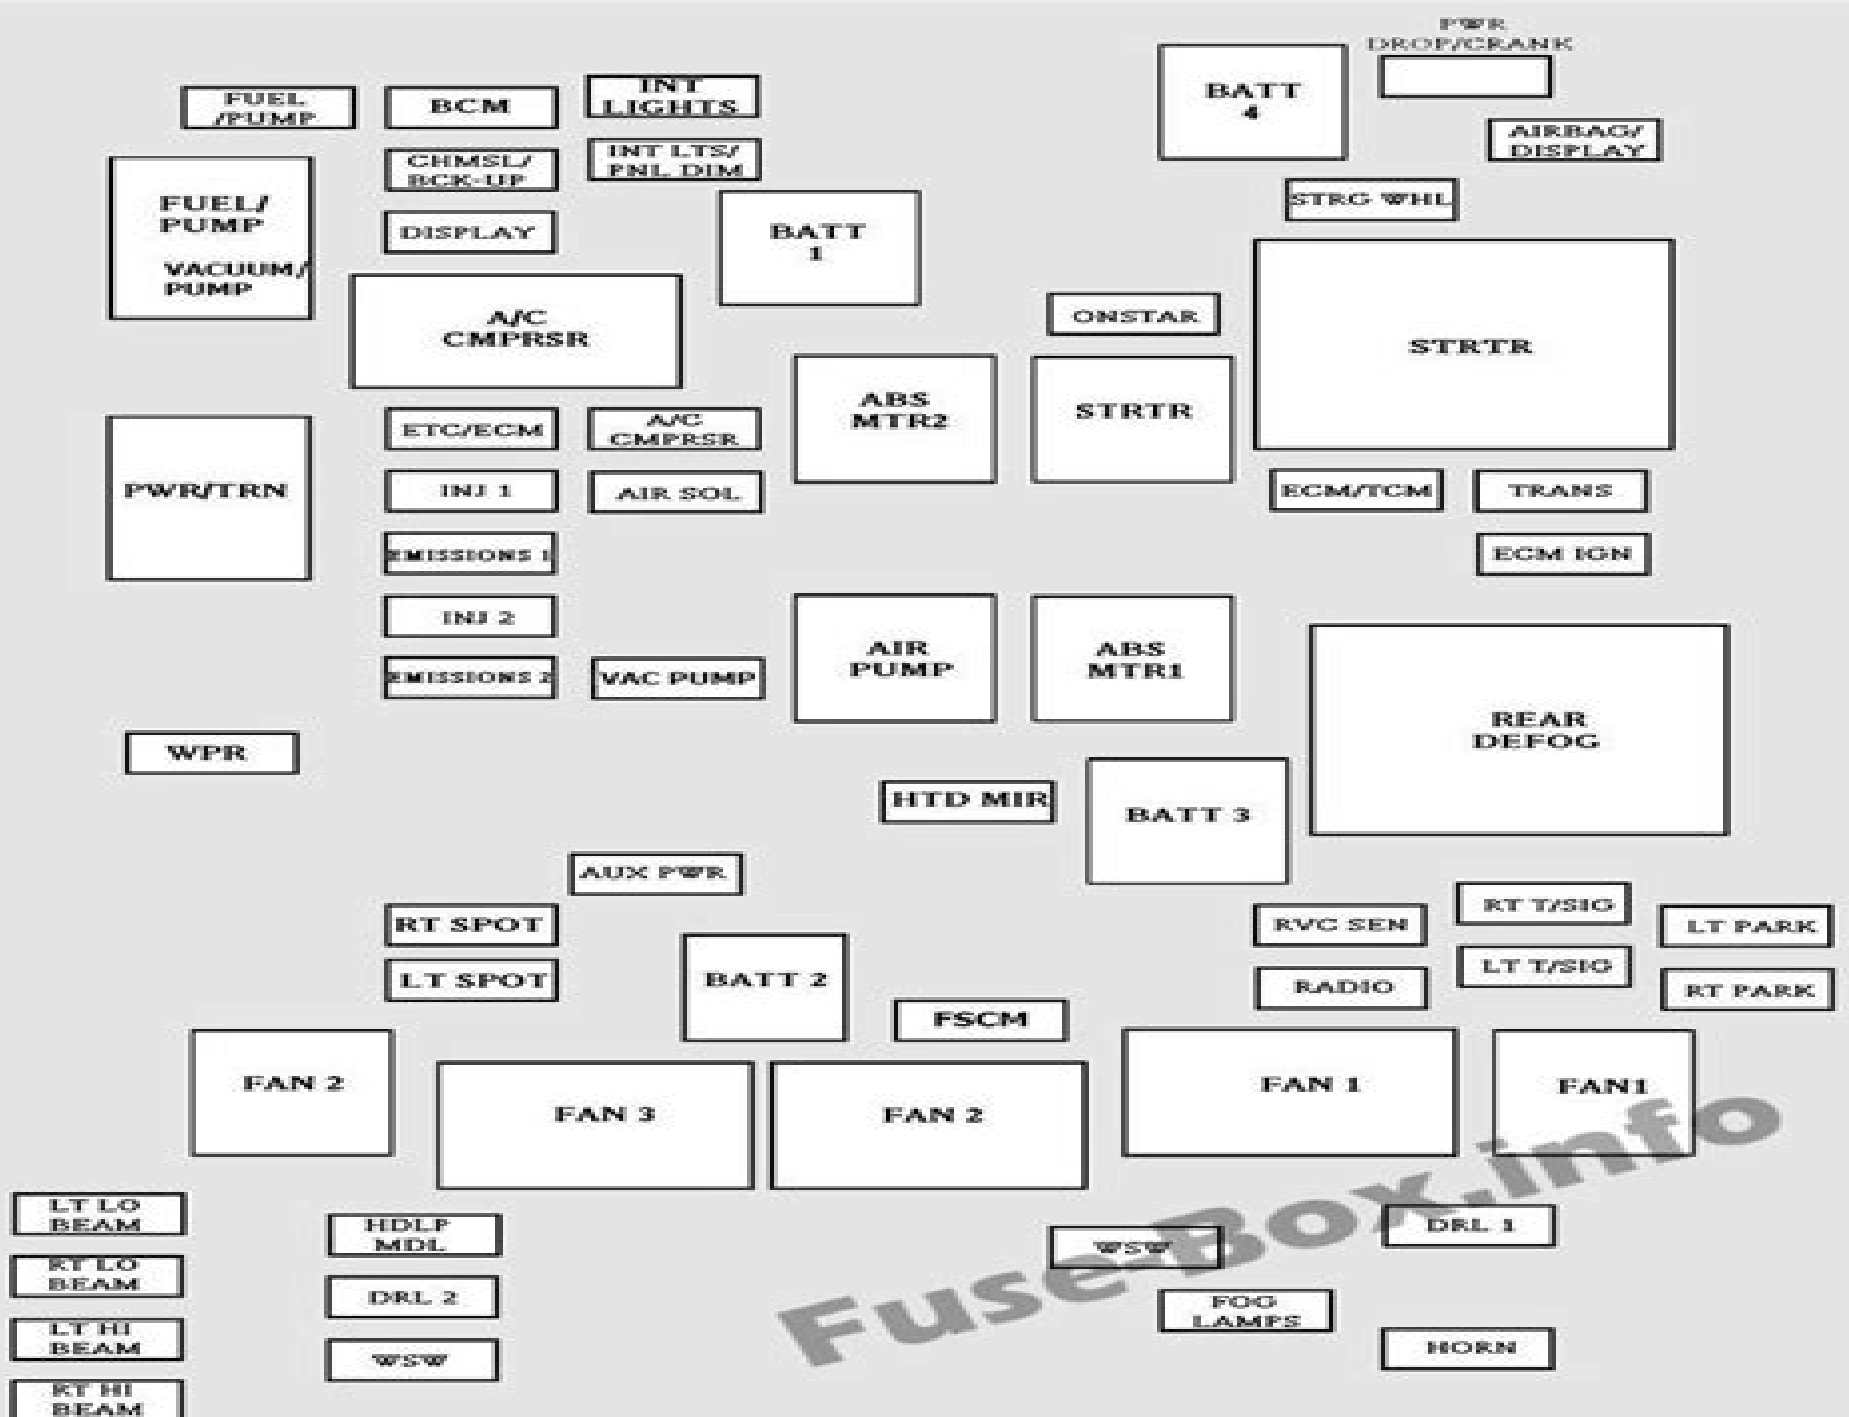 PWR
DROP/CRANK
BATT
4
FUEL
/PUMP
BCM
INT
LIGHTS
AIRBAG/
DISPLAY
CHMSL/
BCK-UP
INT LTS/
PNL DIM
STRG WHL
FUEL/
PUMP
VACUUM/
PUMP
DISPLAY
BATT
1
A/C
CMPRSR
ONSTAR
STRTR
ABS
MTR2
STRTR
PWR/TRN
ETC/ECM
A/C
CMPRSR
INJ 1
AIR SOL
ECM/TCM
TRANS
EMISSIONS 1
ECM IGN
INJ 2
AIR
PUMP
ABS
MTR1
EMISSIONS 2
VAC PUMP
REAR
DEFOG
WPR
HTD MIR
BATT 3
AUX PWR
RT SPOT
RVC SEN
RT T/SIG
LT PARK
LT SPOT
BATT 2
RADIO
LT T/SIG
RT PARK
FSCM
FAN 2
FAN 3
FAN 2
FAN 1
FAN1
LT LO
BEAM
HDLP
MDL
WSW
DRL 1
RT LO
BEAM
DRL 2
FOG
LAMPS
LT HI
BEAM
WSW
HORN
RT HI
BEAM
Fuse-Box.info